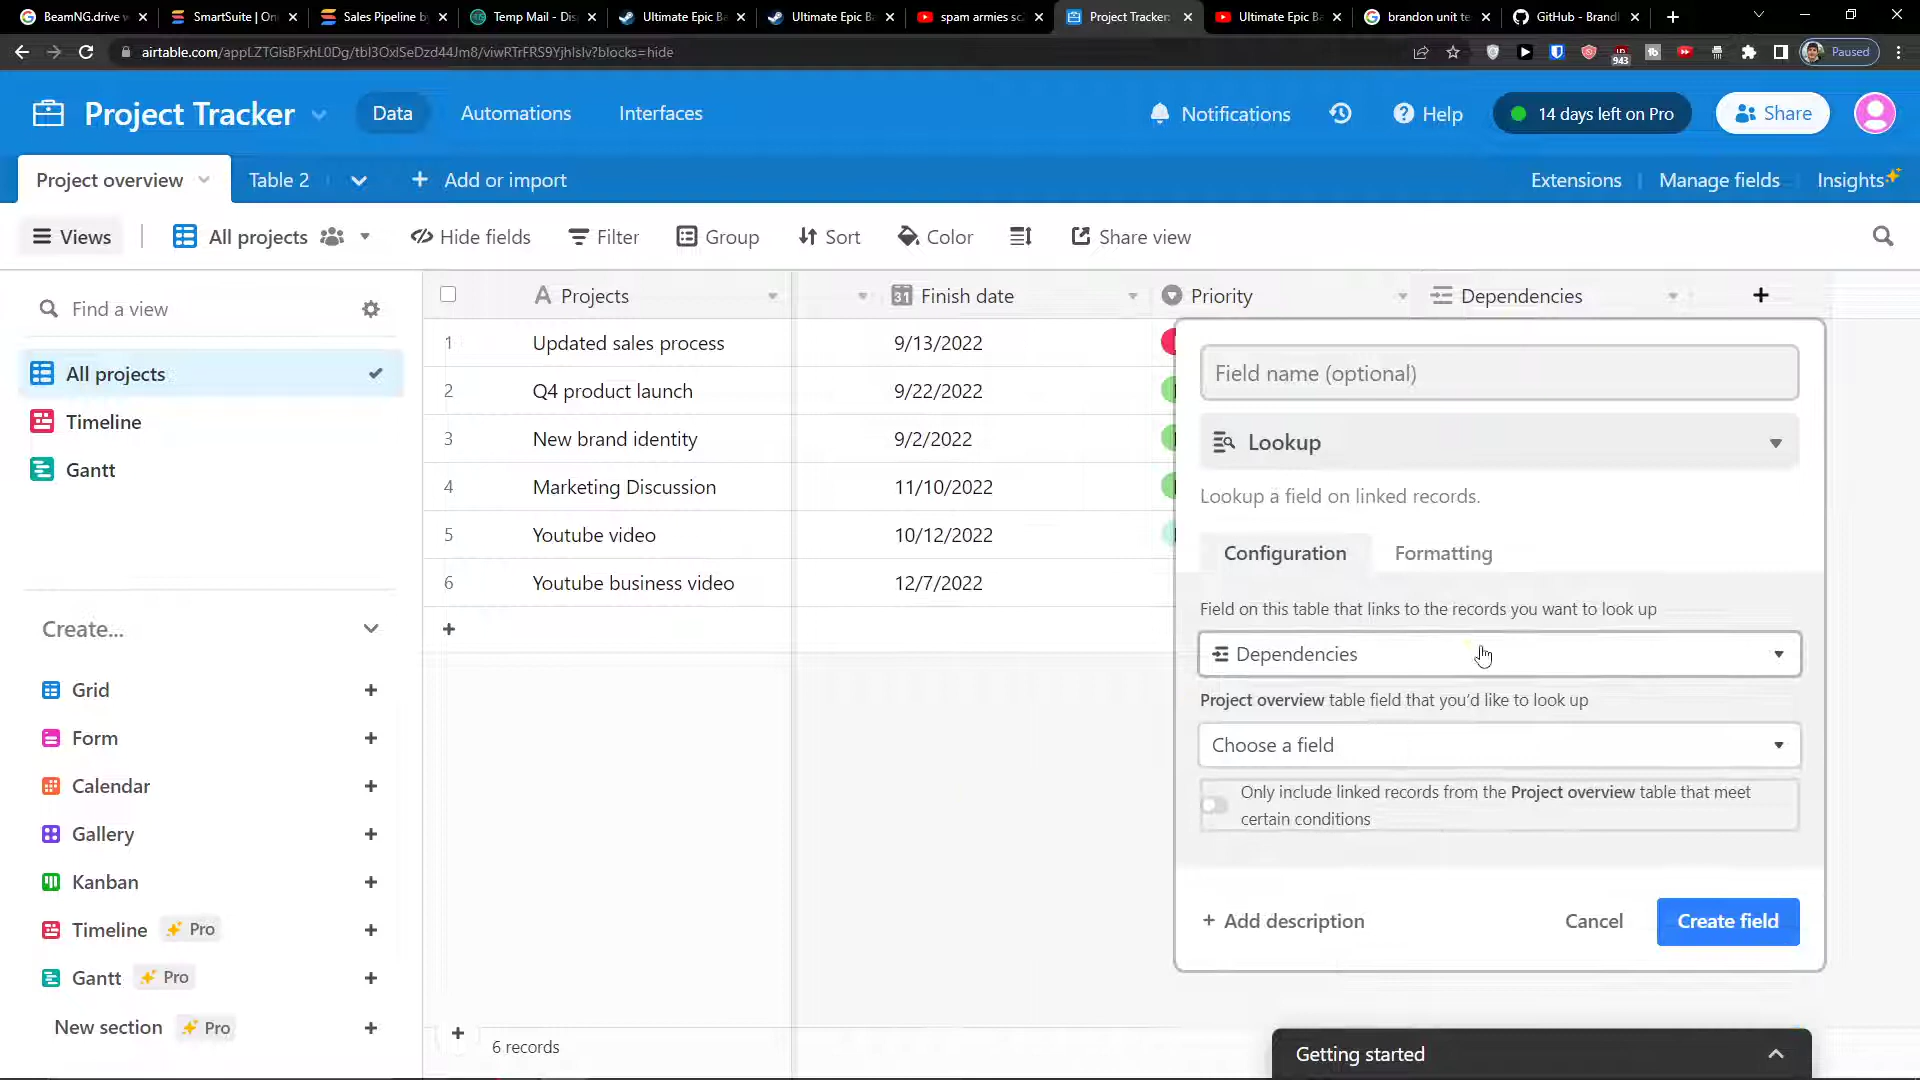 BeamNG.drive
SmartSuite | On
Sales Pipeline by
Temp Mail - Dis
Ultimate Epic Ba
Ultimate Epic Ba
spam armies sc
Project Tracker:
Ultimate Epic Ba
brandon unit te
GitHub - Brand
airtable.com/appLZTGlsBFxhL0Dg/tbl3OxlSeDzd44Jm8/viwRTrFRS9Yjhlslv?blocks=hide
943
Paused
Project Tracker
Data
Automations
Interfaces
Notifications
Help
14 days left on Pro
Share
Project overview
Table 2
Add or import
Extensions
Manage fields
Insights
Views
All projects
Hide fields
Filter
Group
Sort
Color
Share view
Find a view
All projects
Timeline
Gantt
Create...
Grid
Form
Calendar
Gallery
Kanban
Timeline Pro
Gantt Pro
New section Pro
Projects
31 Finish date
Priority
Dependencies
1 Updated sales process 9/13/2022
2 Q4 product launch 9/22/2022
3 New brand identity 9/2/2022
4 Marketing Discussion 11/10/2022
5 Youtube video 10/12/2022
6 Youtube business video 12/7/2022
6 records
Field name (optional)
Lookup
Lookup a field on linked records.
Configuration
Formatting
Field on this table that links to the records you want to look up
Dependencies
Project overview table field that you'd like to look up
Choose a field
Only include linked records from the Project overview table that meet
certain conditions
+ Add description
Cancel
Create field
Getting started